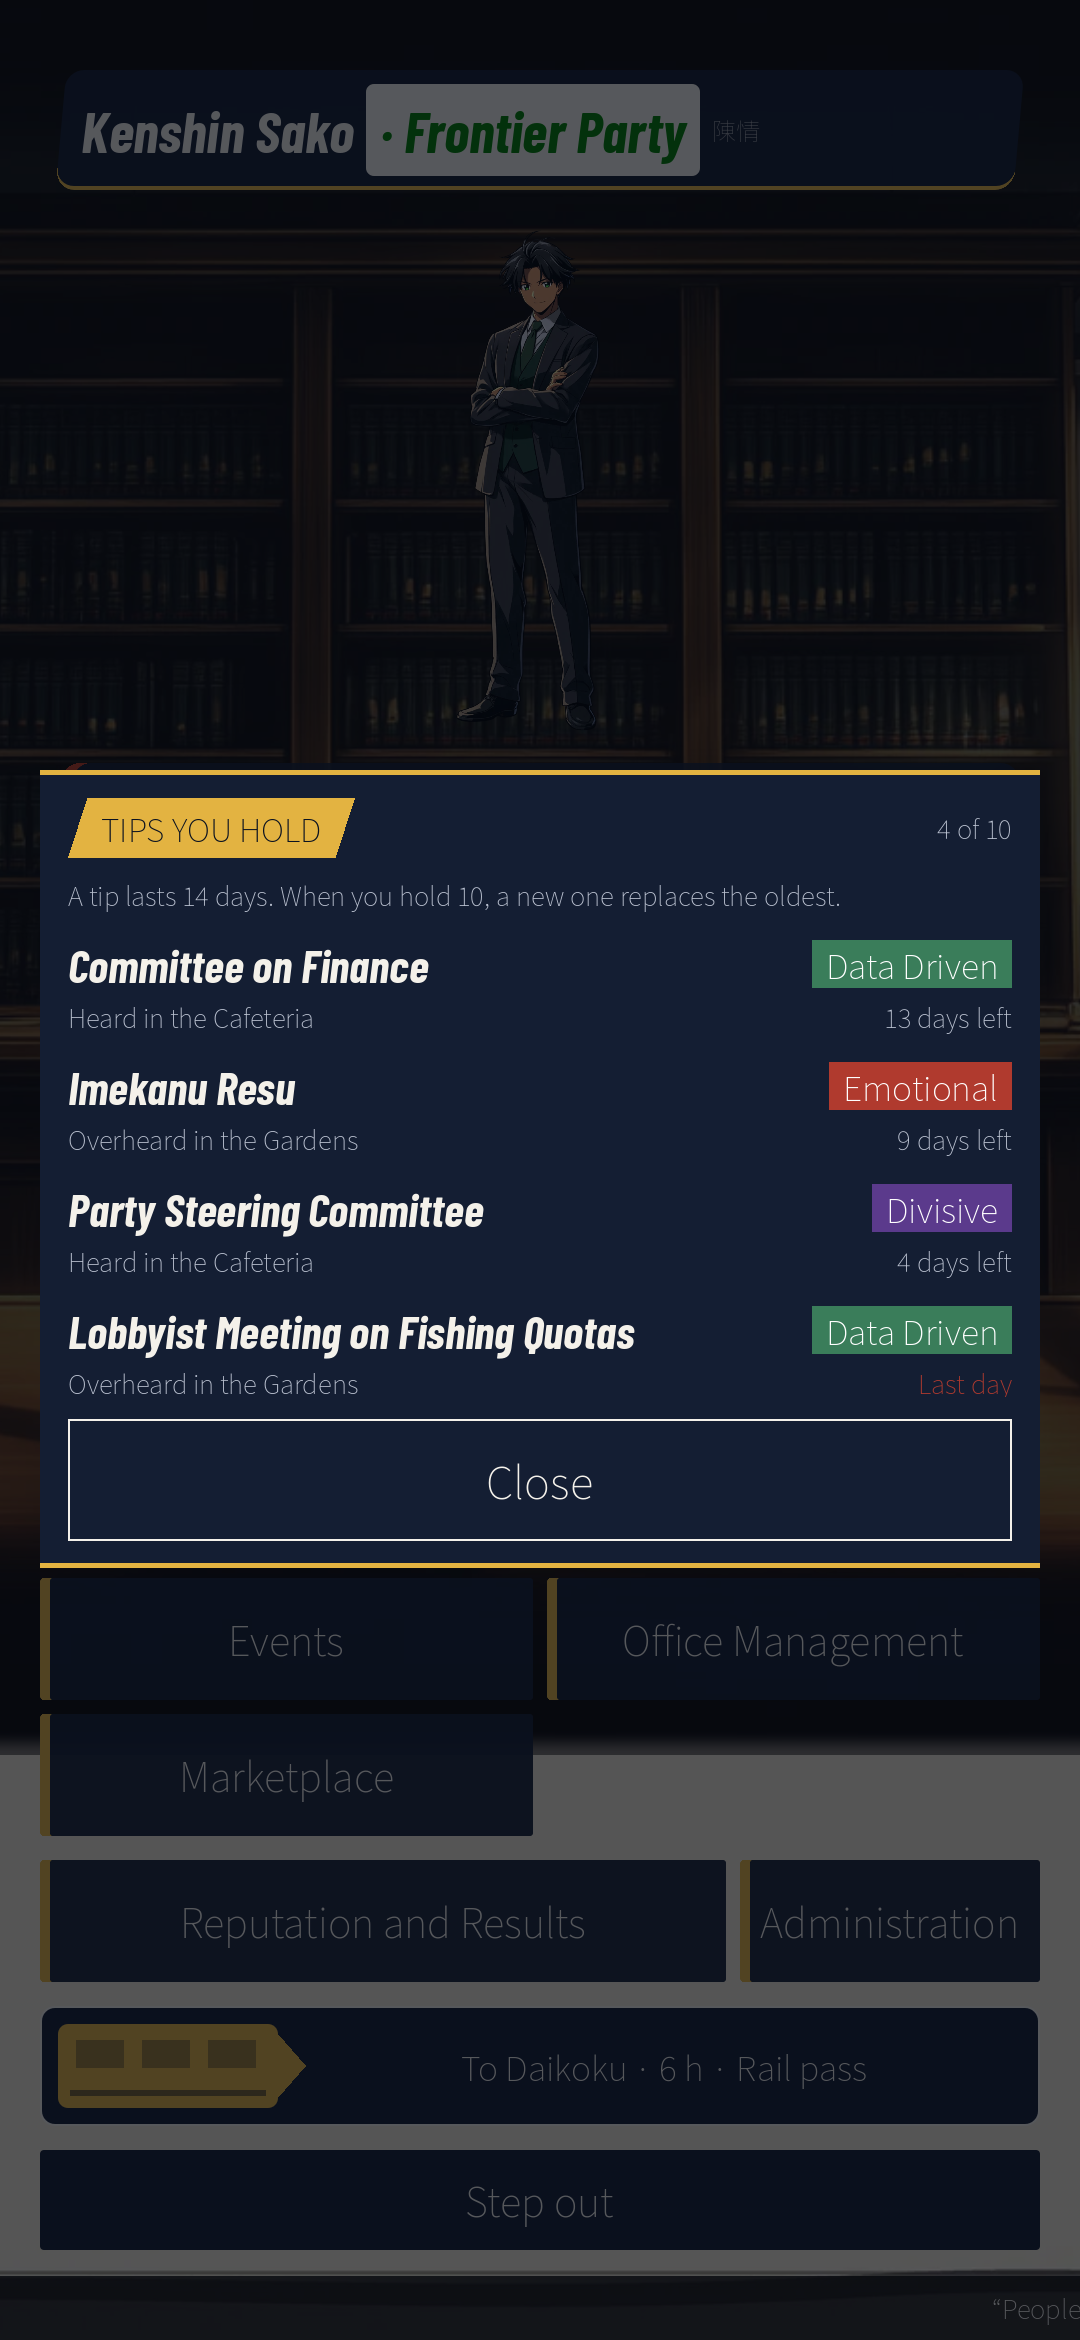 Kenshin Sako · Frontier Party 陳情
TIPS YOU HOLD 4 of 10
A tip lasts 14 days. When you hold 10, a new one replaces the oldest.
Committee on Finance Data Driven
Heard in the Cafeteria 13 days left
Imekanu Resu Emotional
Overheard in the Gardens 9 days left
Party Steering Committee Divisive
Heard in the Cafeteria 4 days left
Lobbyist Meeting on Fishing Quotas Data Driven
Overheard in the Gardens Last day
Close
Events Office Management
Marketplace
Reputation and Results Administration
To Daikoku · 6 h · Rail pass
Step out
“People